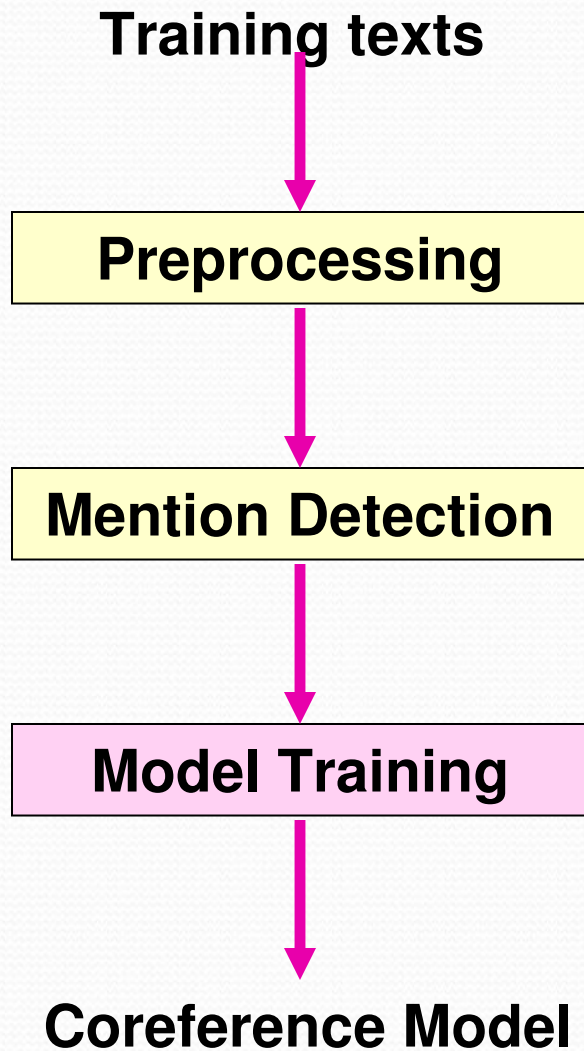 Training texts
Preprocessing
Mention Detection
Model Training
Coreference Model